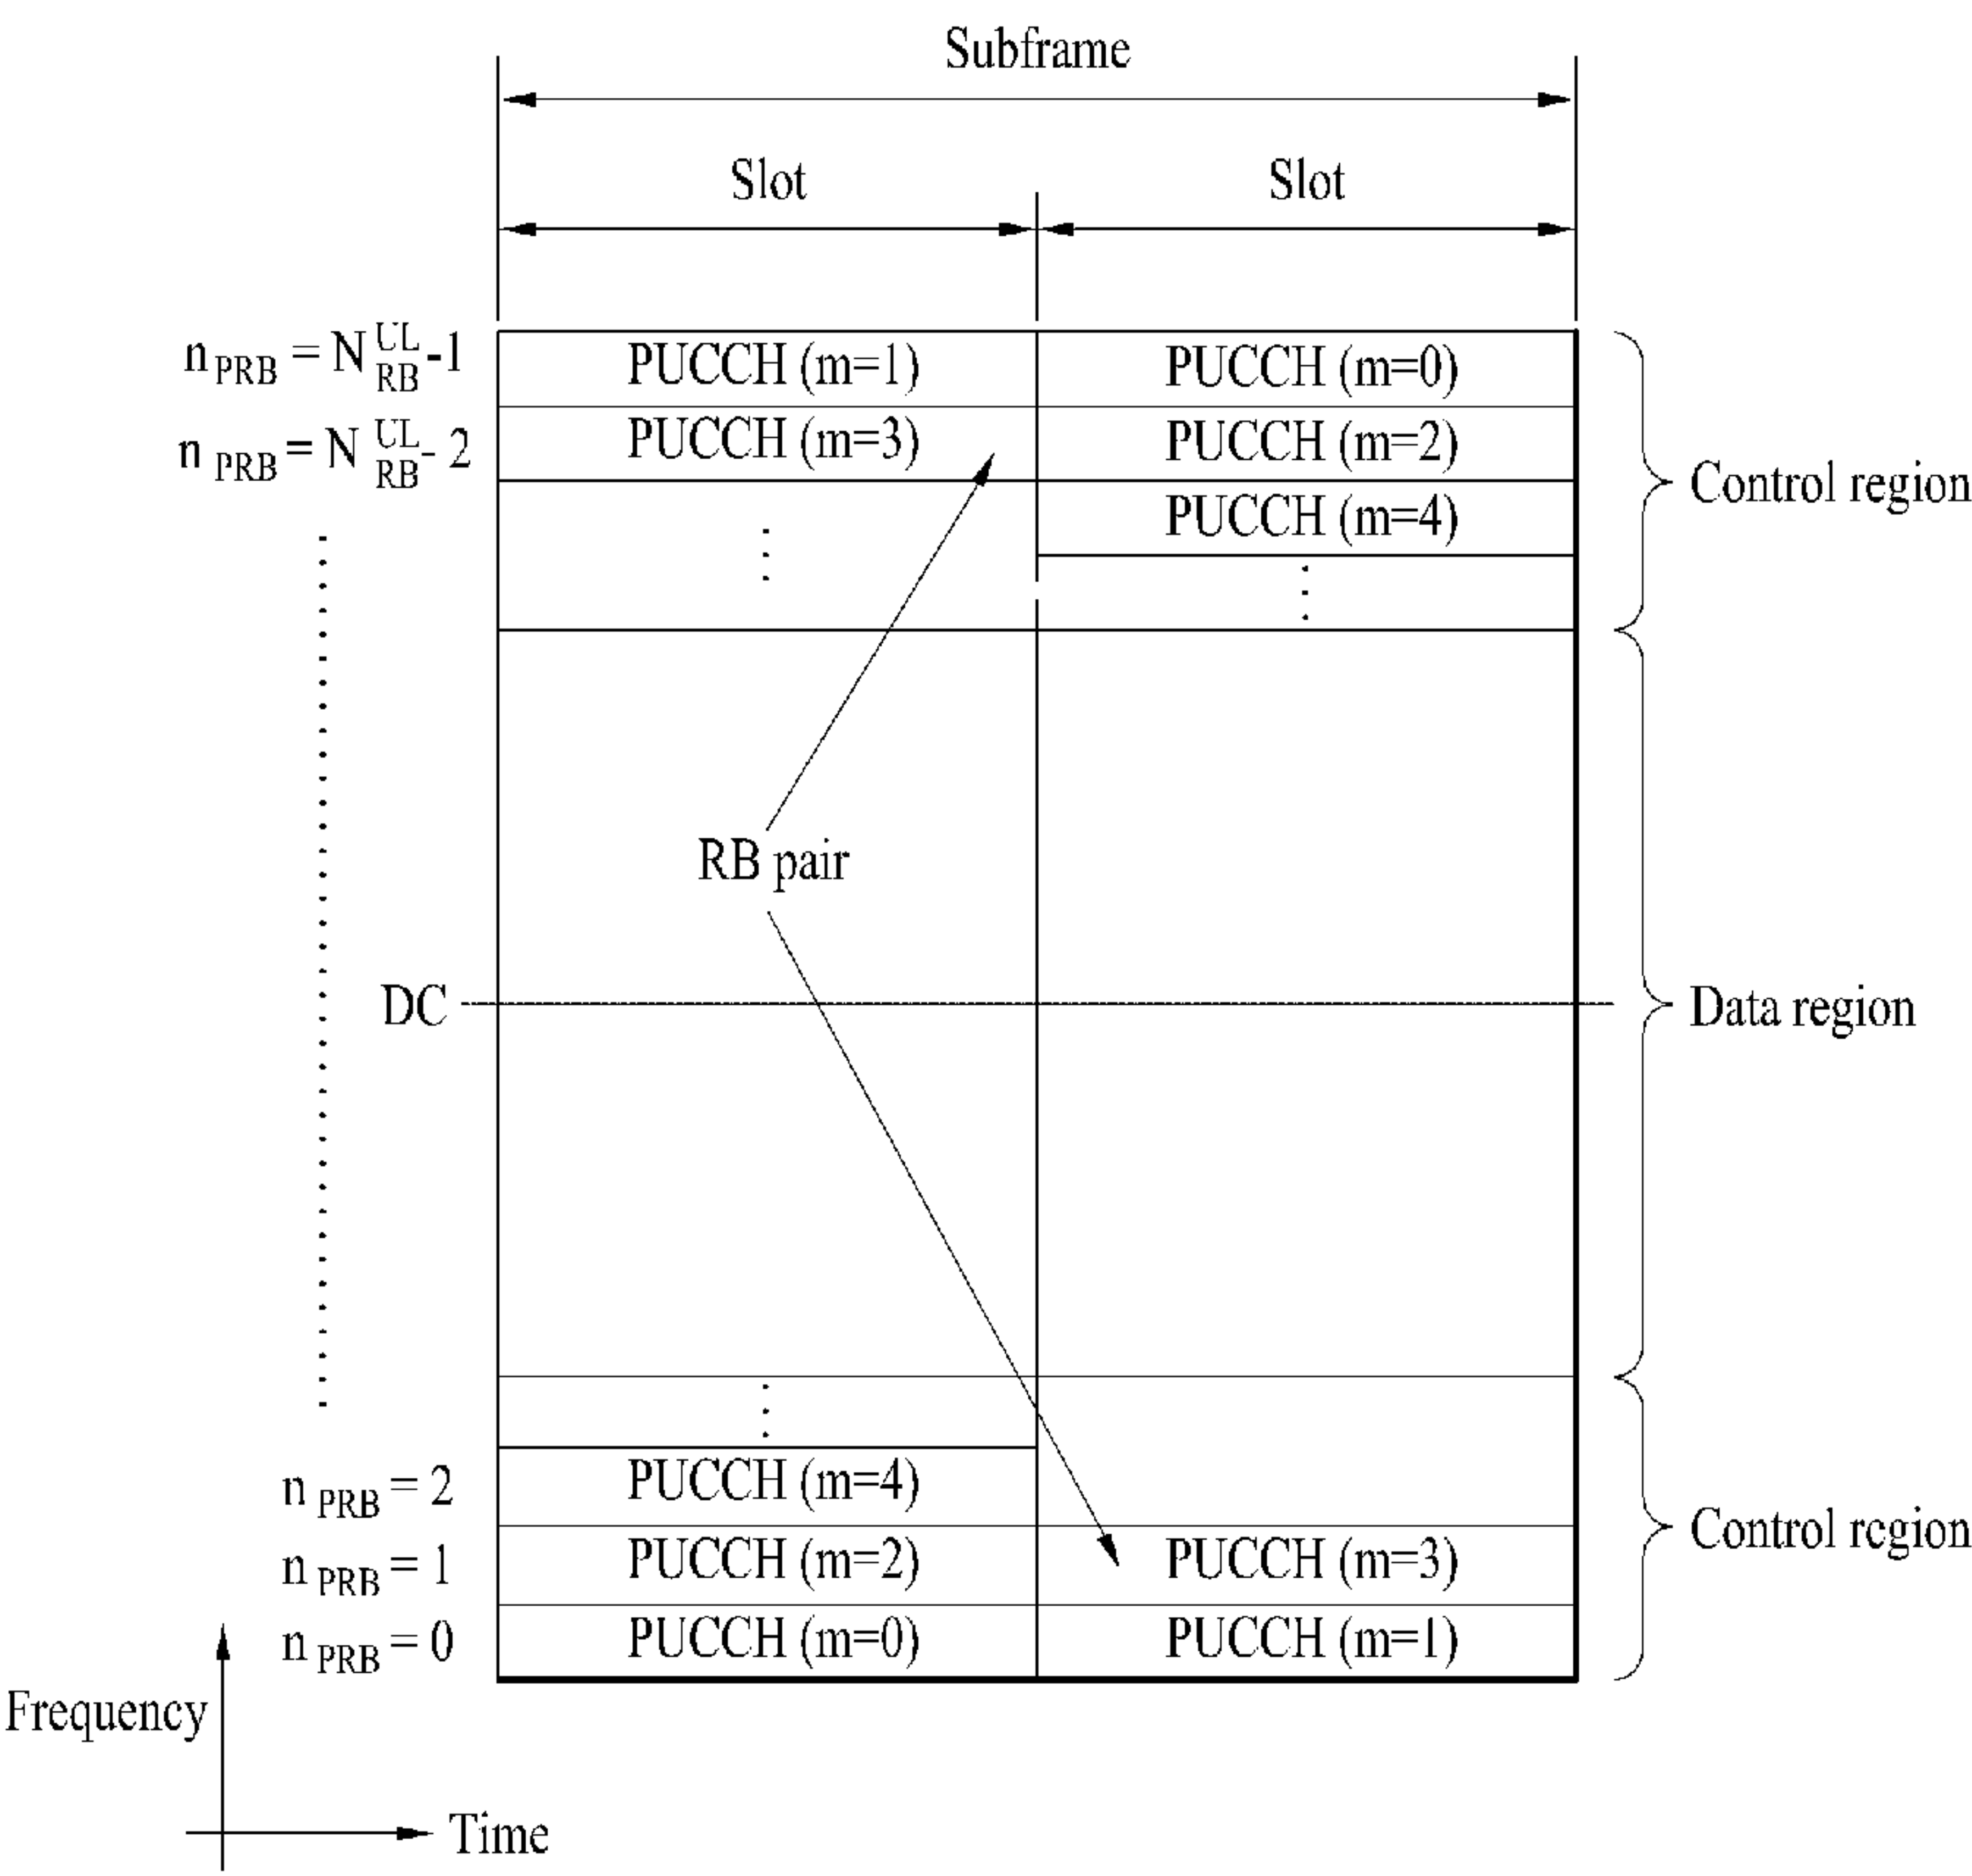 Subframe
Slot Slot
n PRB = N UL RB -1 PUCCH (m=1) PUCCH (m=0)
n PRB = N UL RB - 2 PUCCH (m=3) PUCCH (m=2)
Control region
PUCCH (m=4)
RB pair
DC
Data region
n PRB = 2 PUCCH (m=4)
Control region
n PRB = 1 PUCCH (m=2) PUCCH (m=3)
n PRB = 0 PUCCH (m=0) PUCCH (m=1)
Frequency
Time